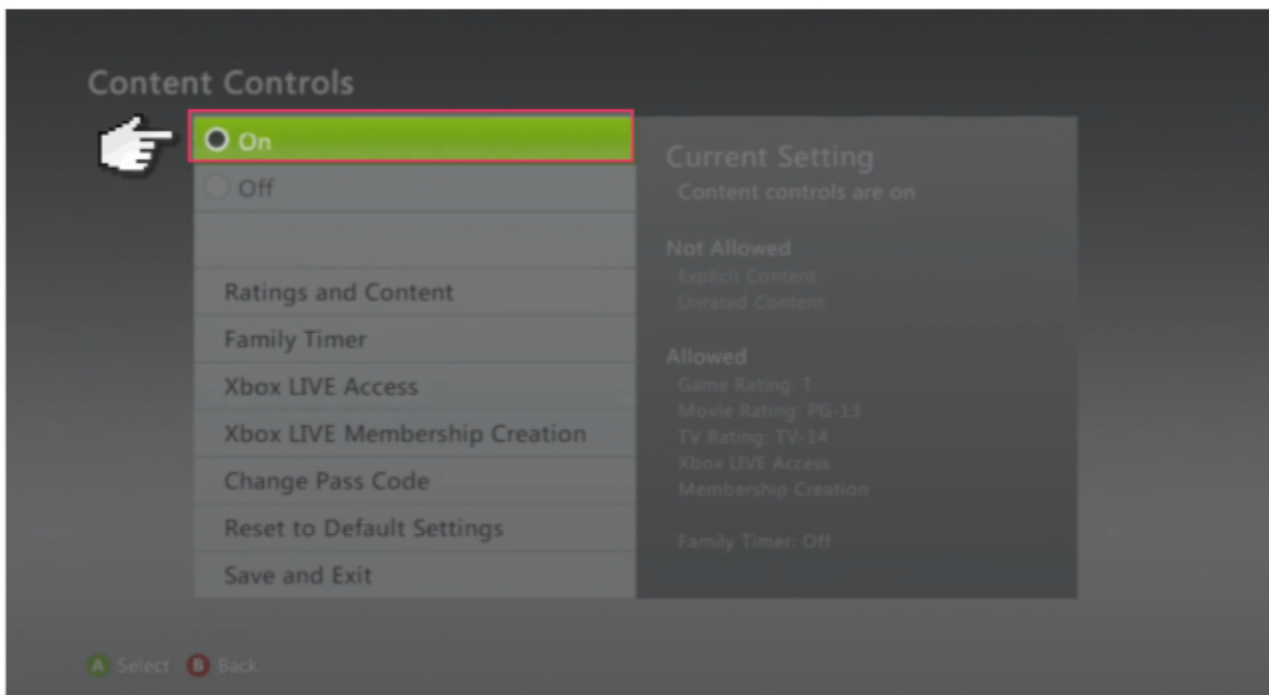 Content Controls
On
Off
Ratings and Content
Family Timer
Xbox LIVE Access
Xbox LIVE Membership Creation
Change Pass Code
Reset to Default Settings
Save and Exit
Current Setting
Content controls are on
Not Allowed
Explicit Content
Unrated Content
Allowed
Game Rating: T
Movie Rating: PG-13
TV Rating: TV-14
Xbox LIVE Access
Membership Creation
Family Timer: Off
A Select B Back